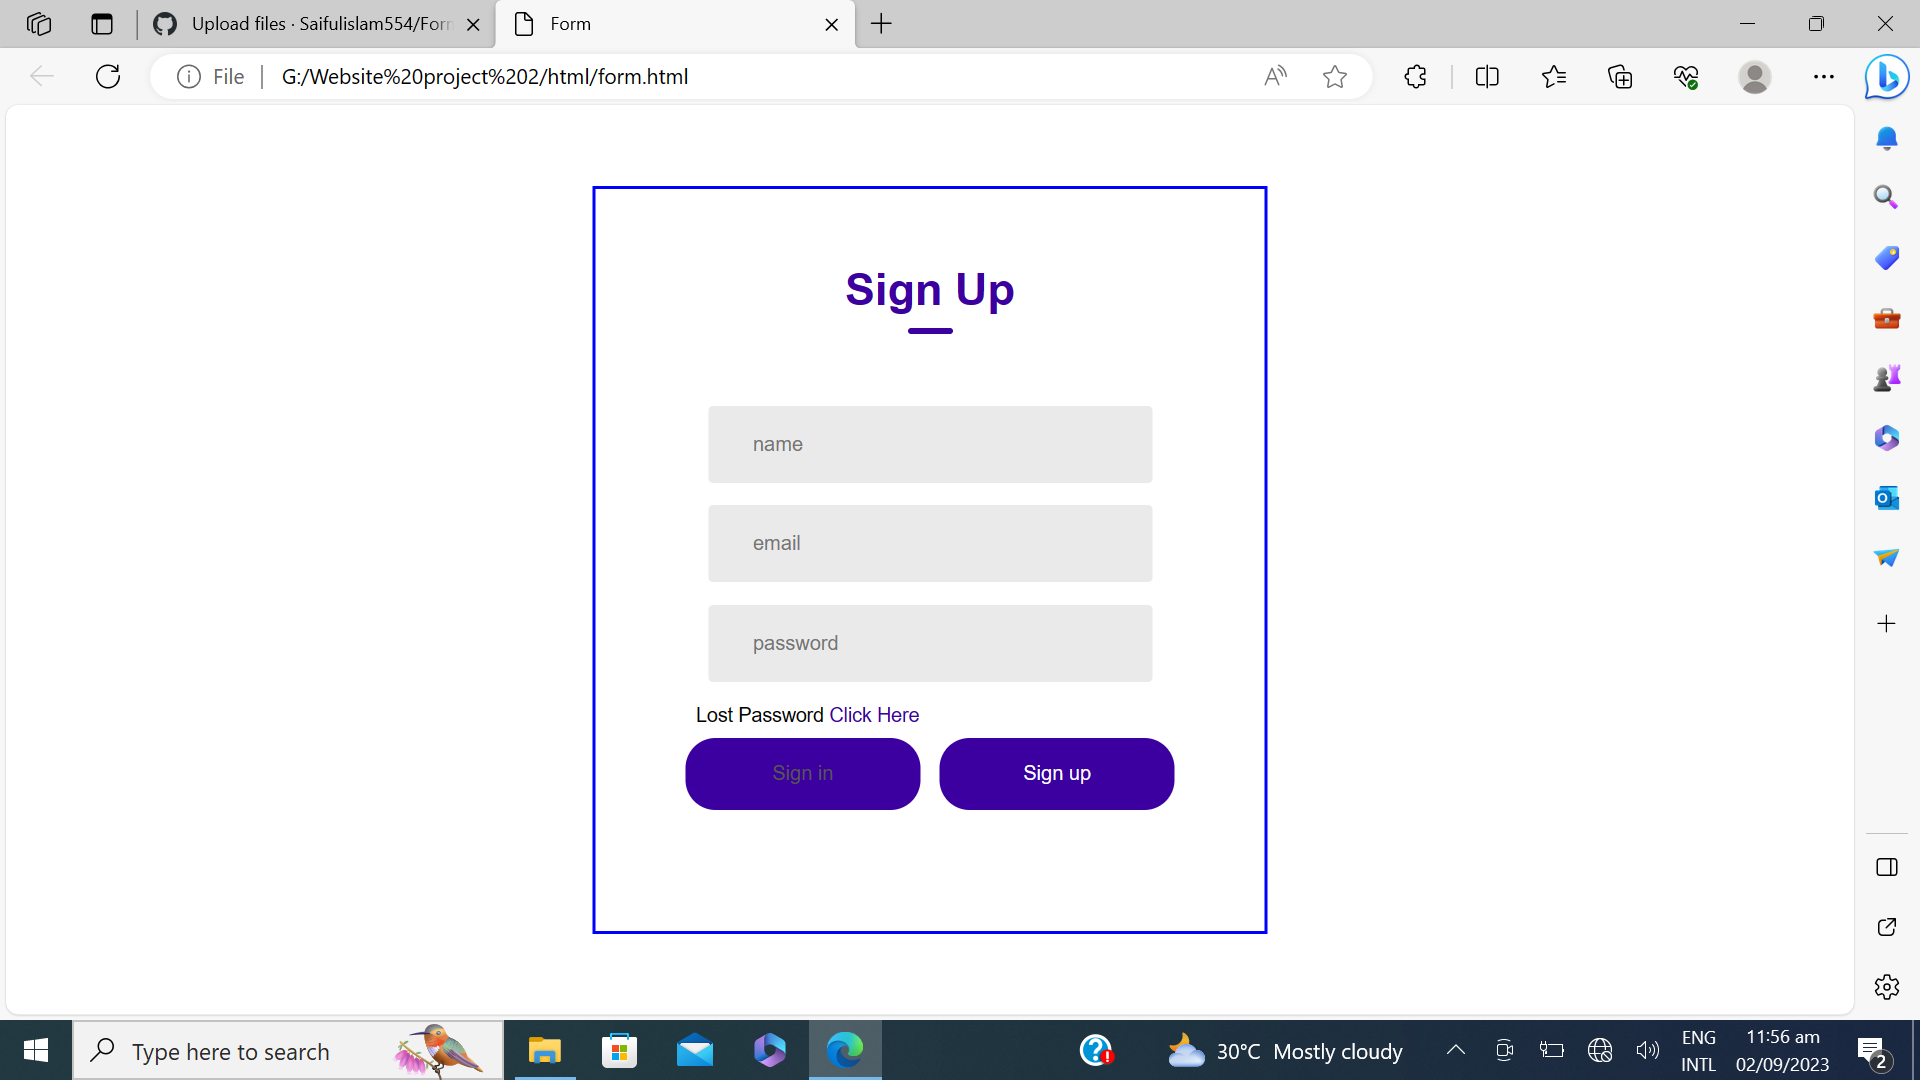 Upload files · Saifulislam554/Forr
Form
File
G:/Website%20project%202/html/form.html
Sign Up
name
email
password
Lost Password Click Here
Sign in
Sign up
Type here to search
30°C Mostly cloudy
ENG
INTL
11:56 am
02/09/2023
2